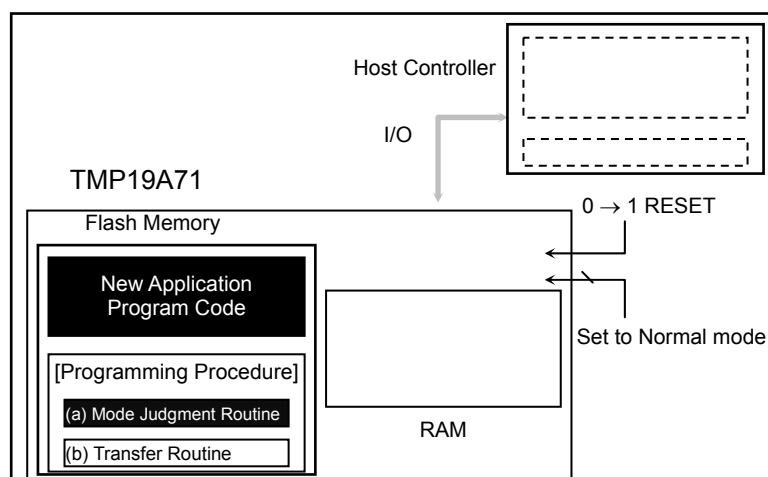 Host Controller
I/O
TMP19A71
0 → 1 RESET
Flash Memory
New Application
Program Code
Set to Normal mode
[Programming Procedure]
(a) Mode Judgment Routine
RAM
(b) Transfer Routine